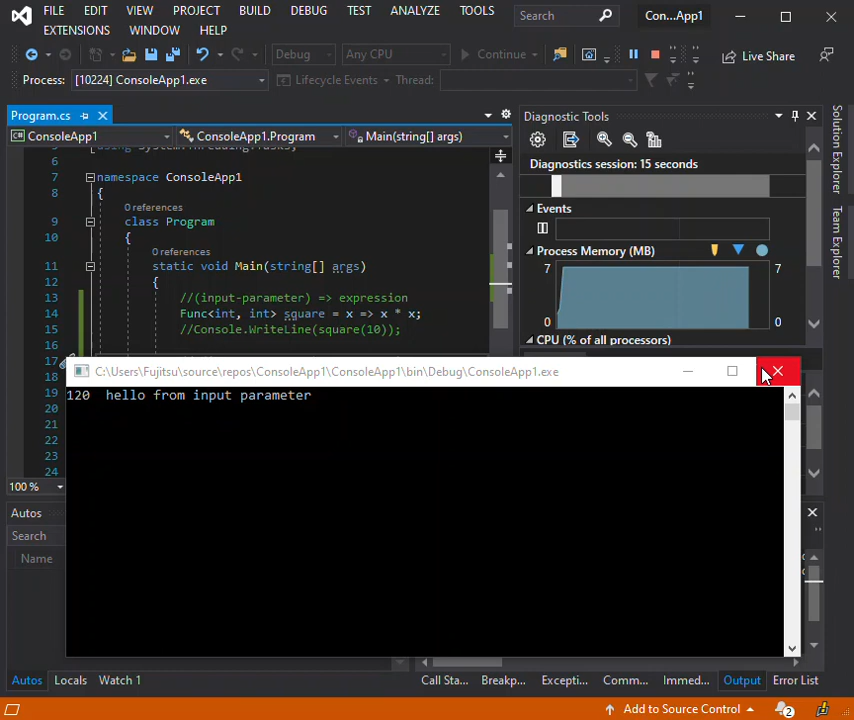 FILE EDIT VIEW PROJECT BUILD DEBUG TEST ANALYZE TOOLS Search Con...App1
EXTENSIONS WINDOW HELP
Debug Any CPU Continue Live Share
Process: [10224] ConsoleApp1.exe Lifecycle Events Thread:
Program.cs
ConsoleApp1 ConsoleApp1.Program Main(string[] args)
using System.Threading.Tasks;
6
7 namespace ConsoleApp1
8 {
0 references
9 class Program
10 {
0 references
11 static void Main(string[] args)
12 {
13 //(input-parameter) => expression
14 Func<int, int> square = x => x * x;
15 //Console.WriteLine(square(10));
16
17
18
19
20
21
22
23
24
100 %
Diagnostic Tools
Diagnostics session: 15 seconds
Events
Process Memory (MB)
7 7
0 0
CPU (% of all processors)
Solution Explorer
Team Explorer
C:\Users\Fujitsu\source\repos\ConsoleApp1\ConsoleApp1\bin\Debug\ConsoleApp1.exe
120 hello from input parameter
Autos
Search
Name
Autos Locals Watch 1 Call Sta... Breakp... Excepti... Comm... Immed... Output Error List
Add to Source Control 2